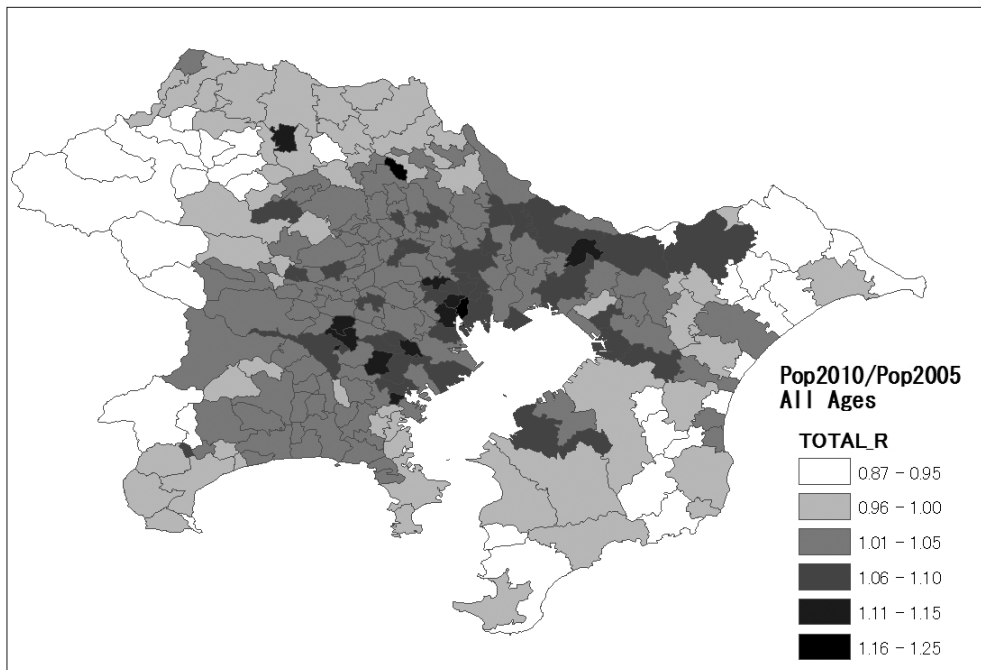 Pop2010/Pop2005
All Ages
TOTAL_R
0.87 - 0.95
0.96 - 1.00
1.01 - 1.05
1.06 - 1.10
1.11 - 1.15
1.16 - 1.25